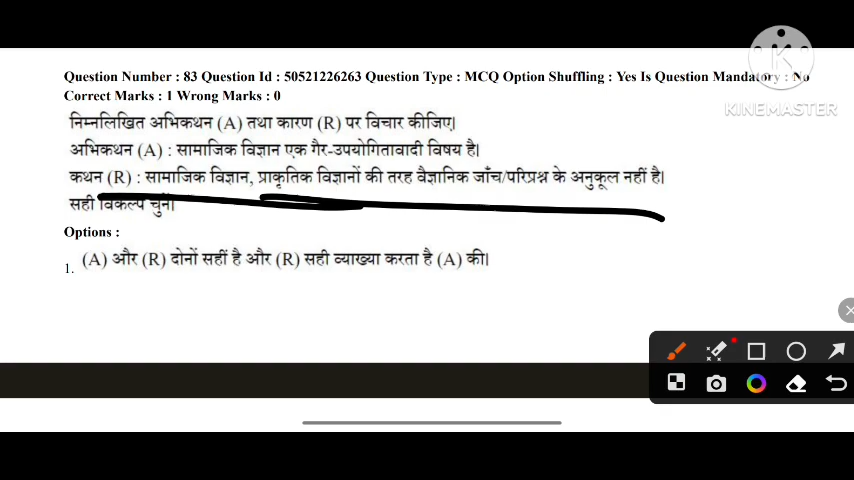 Question Number : 83 Question Id : 50521226263 Question Type : MCQ Option Shuffling : Yes Is Question Mandatory : No
Correct Marks : 1 Wrong Marks : 0
निम्नलिखित अभिकथन (A) तथा कारण (R) पर विचार कीजिए।
अभिकथन (A) : सामाजिक विज्ञान एक गैर-उपयोगितावादी विषय है।
कथन (R) : सामाजिक विज्ञान, प्राकृतिक विज्ञानों की तरह वैज्ञानिक जाँच/परिप्रश्न के अनुकूल नहीं है।
सही विकल्प चुनें।
Options :
1. (A) और (R) दोनों सहीं है और (R) सही व्याख्या करता है (A) की।
K
KINEMASTER